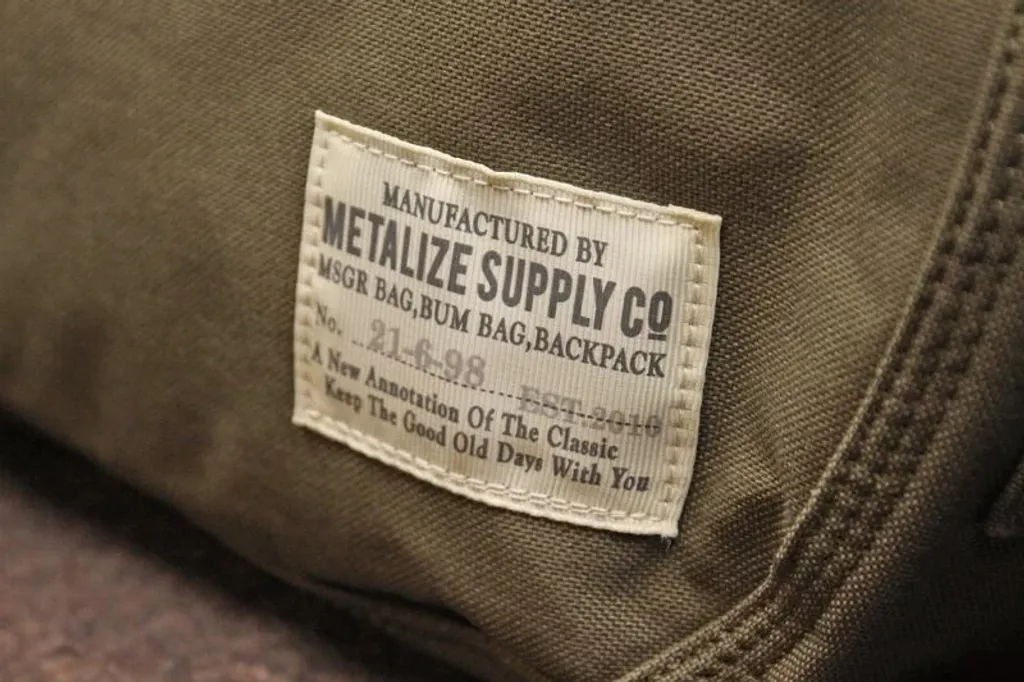 MANUFACTURED BY
METALIZE SUPPLY CO
MSGR BAG,BUM BAG,BACKPACK
No. 21-6-98 EST.2010
A New Annotation Of The Classic
Keep The Good Old Days With You